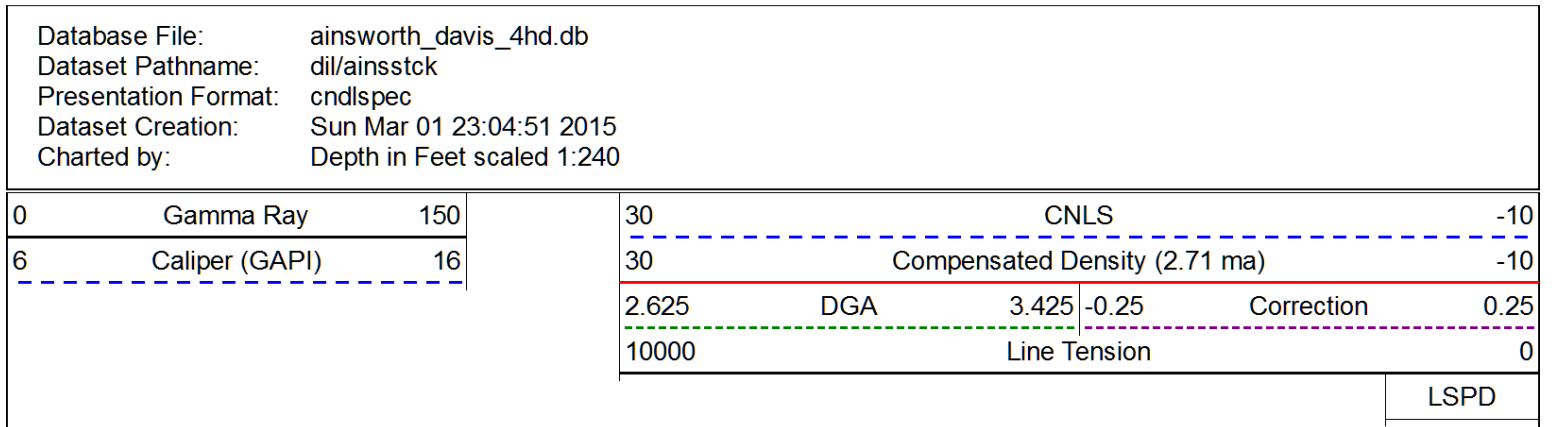 Database File: ainsworth_davis_4hd.db
Dataset Pathname: dil/ainsstck
Presentation Format: cndlspec
Dataset Creation: Sun Mar 01 23:04:51 2015
Charted by: Depth in Feet scaled 1:240
0 Gamma Ray 150 30 CNLS -10
6 Caliper (GAPI) 16 30 Compensated Density (2.71 ma) -10
2.625 DGA 3.425 -0.25 Correction 0.25
10000 Line Tension 0
LSPD